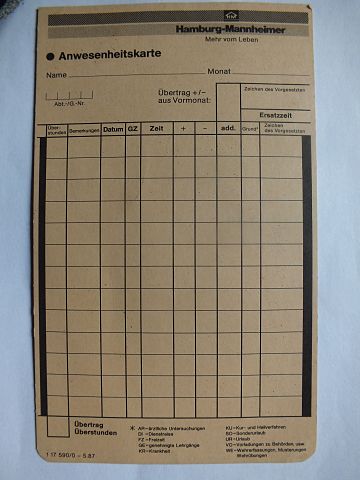 Hamburg-Mannheimer
Mehr vom Leben
● Anwesenheitskarte
Name Monat
Abt.-/G.-Nr.
Übertrag +/–
aus Vormonat:
Zeichen des Vorgesetzten
Ersatzzeit
Über-
stunden
Bemerkungen
Datum
GZ
Zeit
+
–
add.
Grund*
Zeichen
des Vorgesetzten
Übertrag
Überstunden
* AR=ärztliche Untersuchungen
DI =Dienstreise
FZ =Freizeit
GE=genehmigte Lehrgänge
KR=Krankheit
KU=Kur- und Heilverfahren
SO=Sonderurlaub
UR=Urlaub
VO=Vorladungen zu Behörden, usw.
WE=Wehrerfassungen, Musterungen
Wehrübungen
1 17 590/0 – 5.87